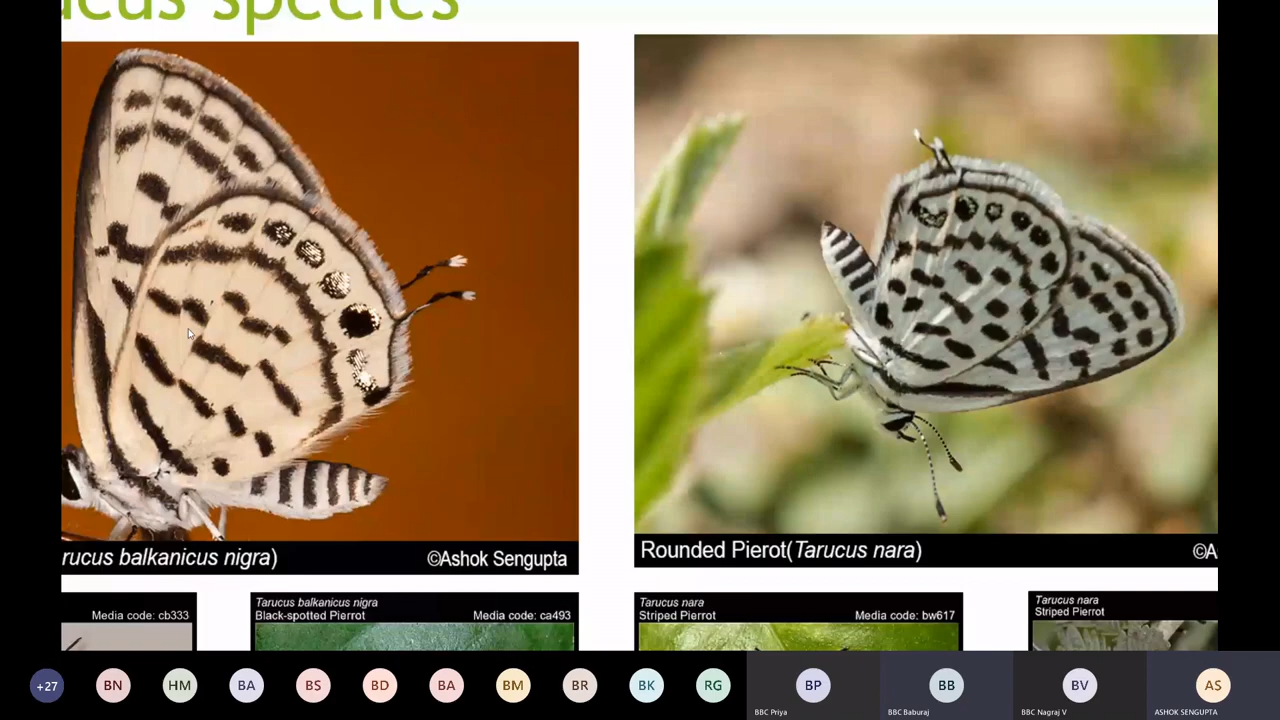 ucus species
rucus balkanicus nigra)
©Ashok Sengupta
Rounded Pierot(Tarucus nara)
©A
Media code: cb333
Tarucus balkanicus nigra
Black-spotted Pierrot
Media code: ca493
Tarucus nara
Striped Pierrot
Media code: bw617
Tarucus nara
Striped Pierrot
+27
BN
HM
BA
BS
BD
BA
BM
BR
BK
RG
BP
BBC Priya
BB
BBC Baburaj
BV
BBC Nagraj V
AS
ASHOK SENGUPTA